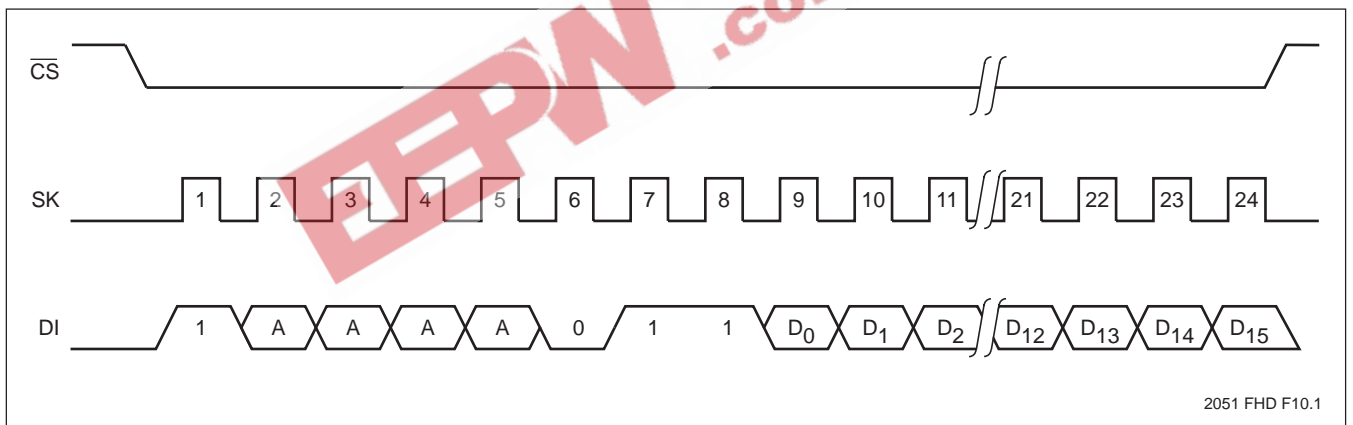 EEPW .com
CS
SK 1 2 3 4 5 6 7 8 9 10 11 21 22 23 24
DI 1 A A A A 0 1 1 D0 D1 D2 D12 D13 D14 D15
2051 FHD F10.1